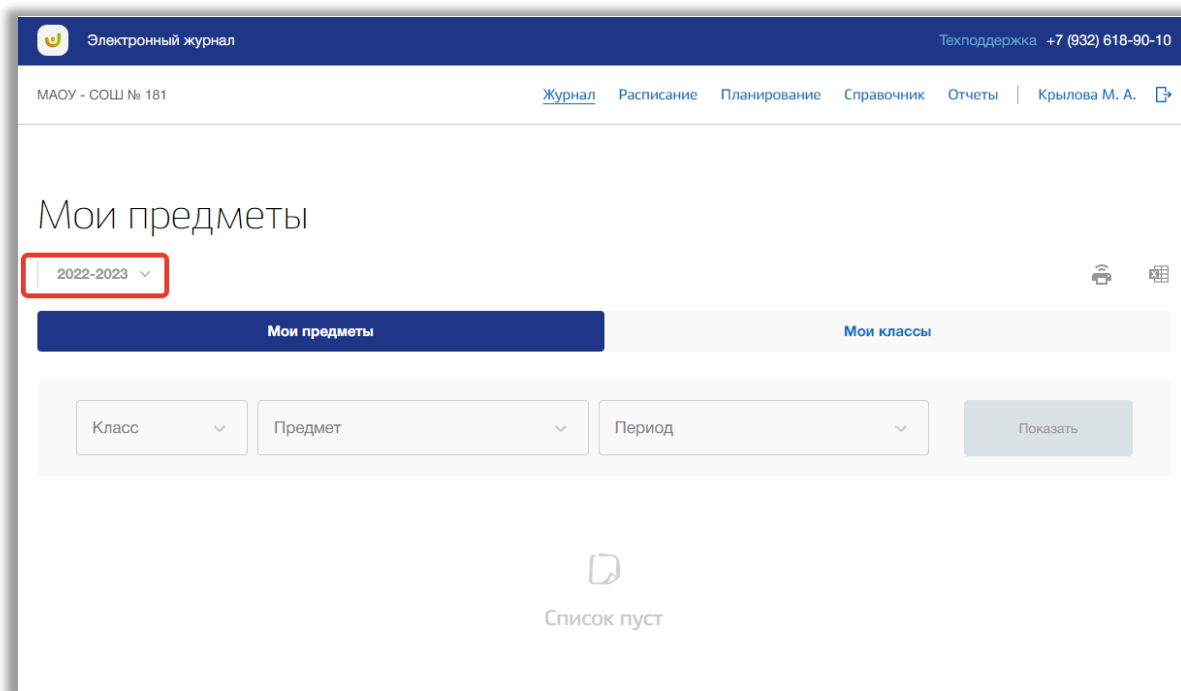 Электронный журнал Техподдержка +7 (932) 618-90-10
МАОУ - СОШ № 181 Журнал Расписание Планирование Справочник Отчеты Крылова М. А.
Мои предметы
2022-2023
Мои предметы Мои классы
Класс Предмет Период Показать
Список пуст